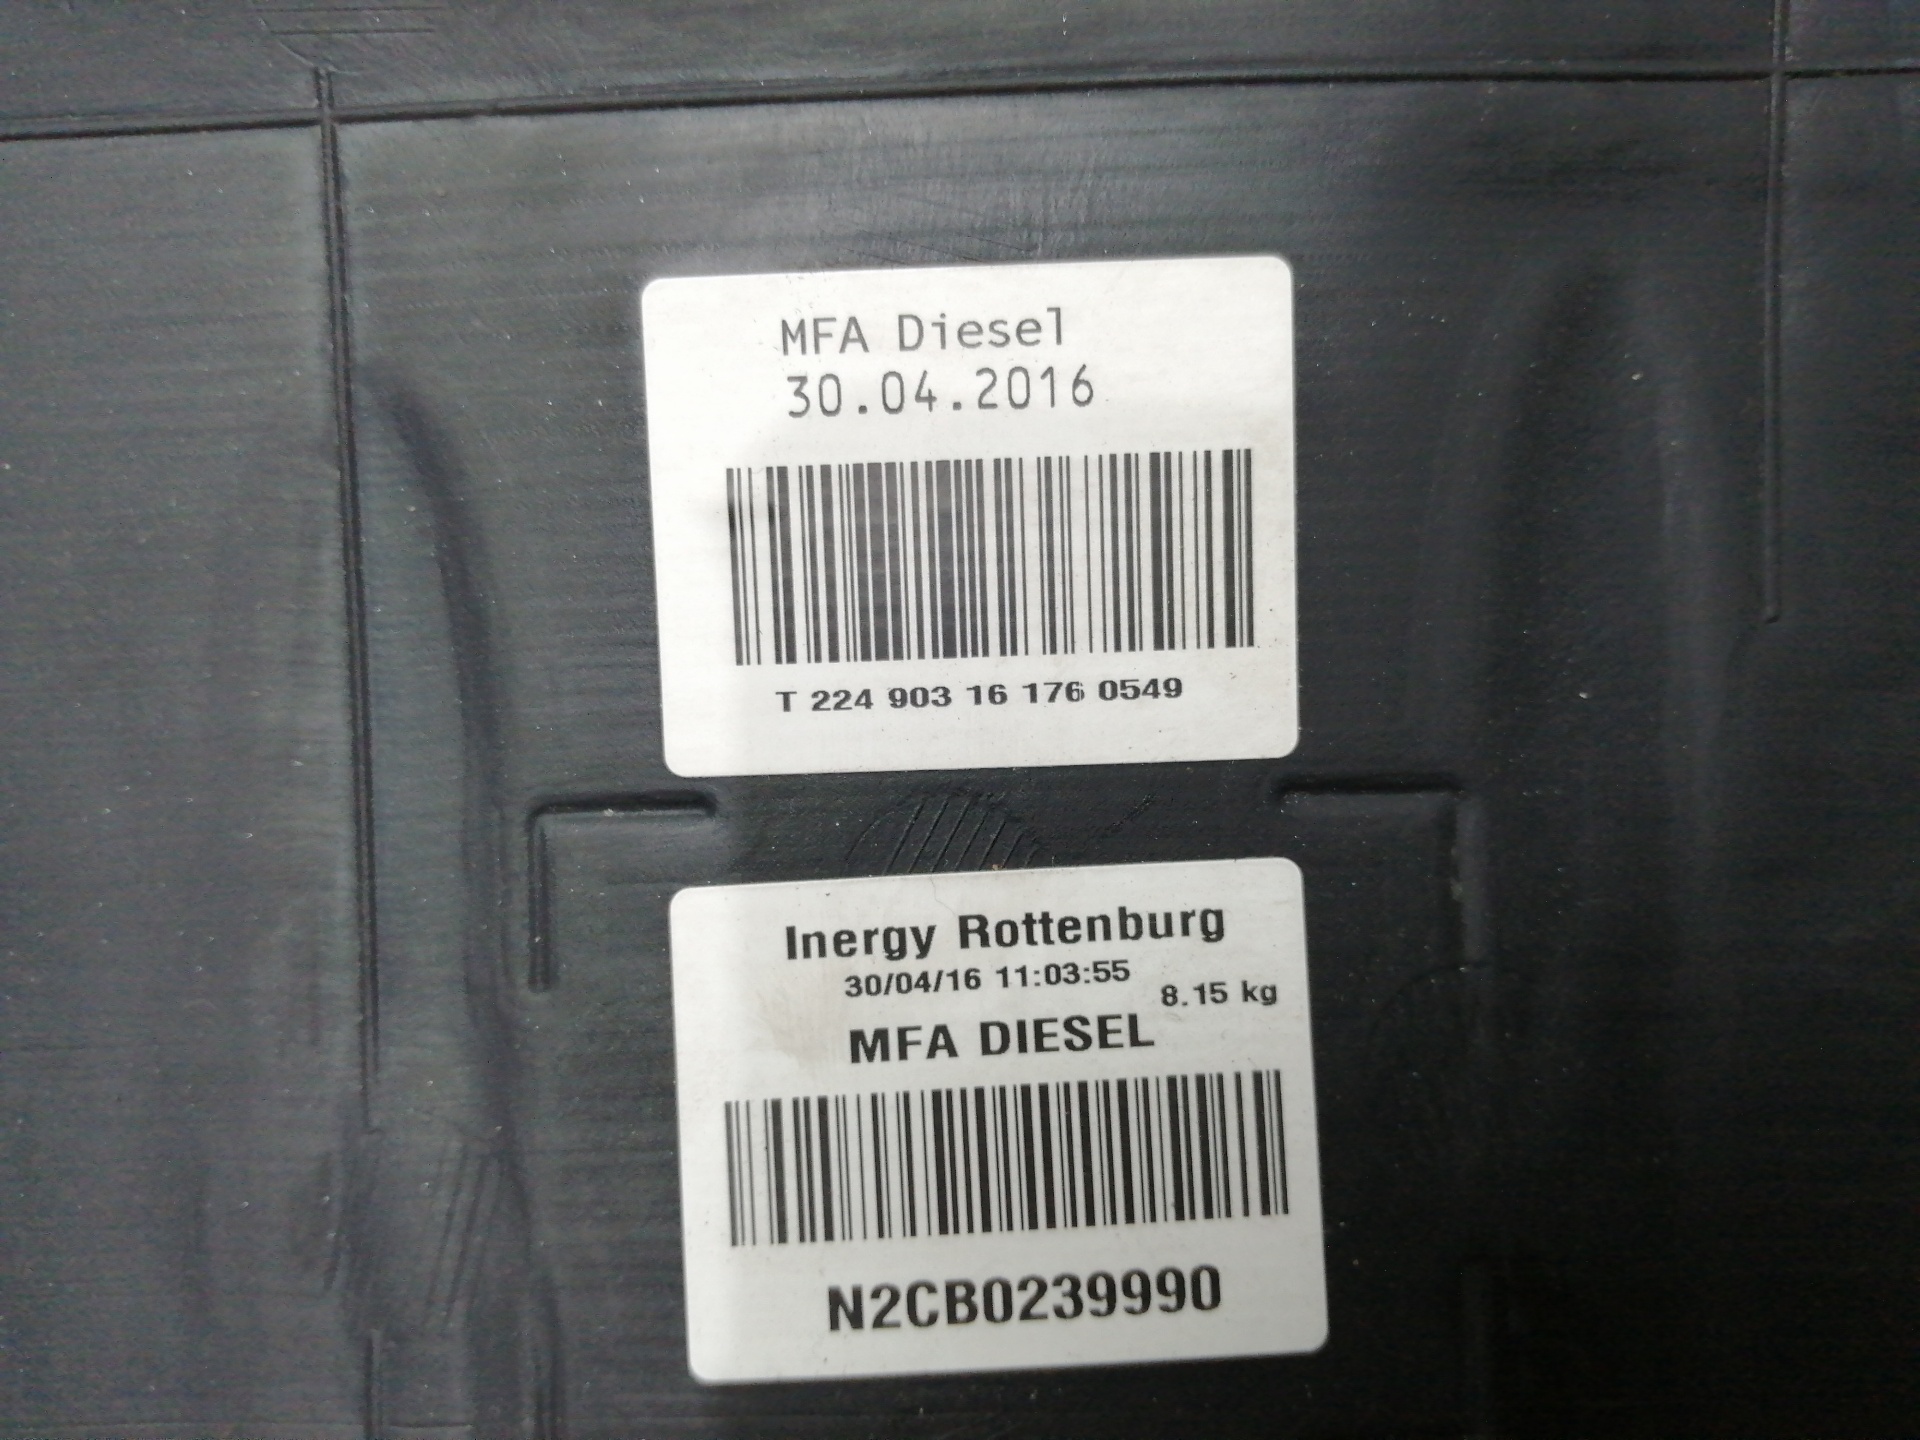 MFA Diesel
30.04.2016
T 224 903 16 176 0549
Inergy Rottenburg
30/04/16 11:03:55
8.15 kg
MFA DIESEL
N2CB0239990